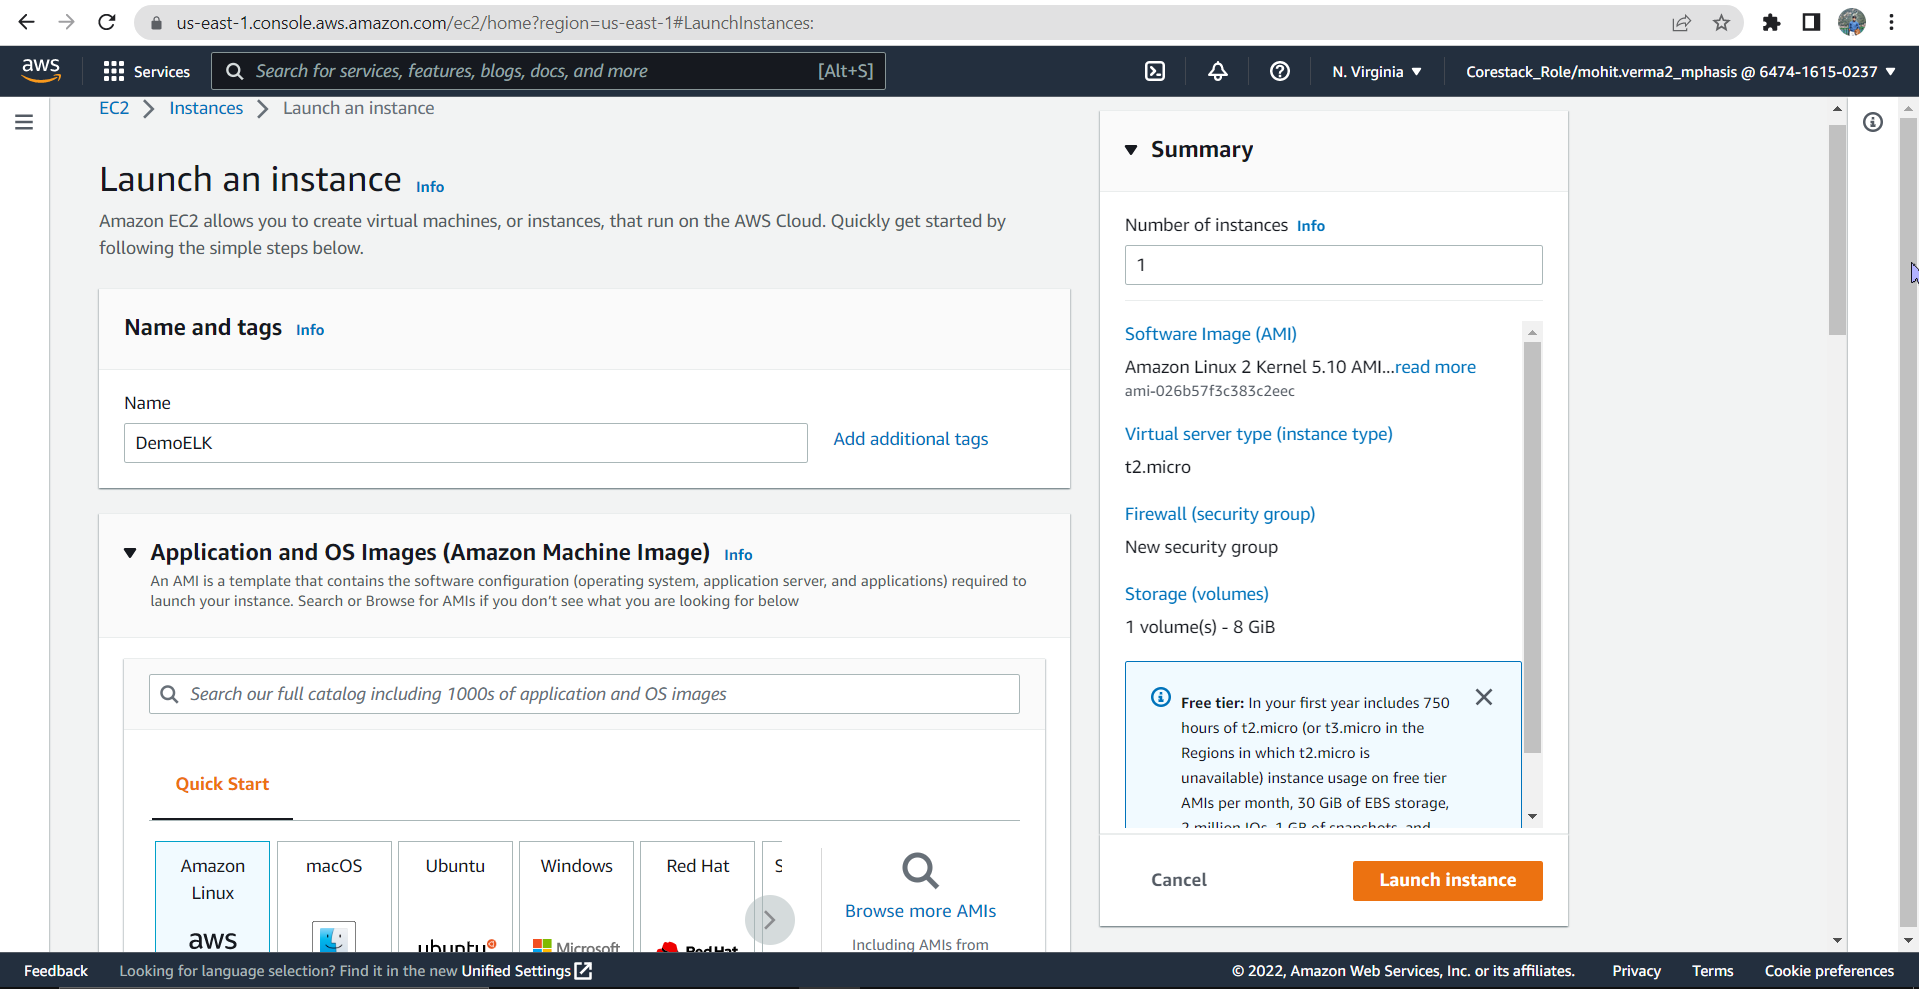 us-east-1.console.aws.amazon.com/ec2/home?region=us-east-1#LaunchInstances:
aws
Services
Search for services, features, blogs, docs, and more [Alt+S]
N. Virginia
Corestack_Role/mohit.verma2_mphasis @ 6474-1615-0237
EC2 Instances Launch an instance
Launch an instance Info
Amazon EC2 allows you to create virtual machines, or instances, that run on the AWS Cloud. Quickly get started by
following the simple steps below.
Name and tags Info
Name
DemoELK
Add additional tags
Application and OS Images (Amazon Machine Image) Info
An AMI is a template that contains the software configuration (operating system, application server, and applications) required to
launch your instance. Search or Browse for AMIs if you don’t see what you are looking for below
Search our full catalog including 1000s of application and OS images
Quick Start
Amazon
Linux
aws
macOS
Ubuntu
ubuntu
Windows
Microsoft
Red Hat
Red Hat
S
Browse more AMIs
Including AMIs from
Summary
Number of instances Info
1
Software Image (AMI)
Amazon Linux 2 Kernel 5.10 AMI...read more
ami-026b57f3c383c2eec
Virtual server type (instance type)
t2.micro
Firewall (security group)
New security group
Storage (volumes)
1 volume(s) - 8 GiB
Free tier: In your first year includes 750
hours of t2.micro (or t3.micro in the
Regions in which t2.micro is
unavailable) instance usage on free tier
AMIs per month, 30 GiB of EBS storage,
2 million IOs, 1 GB of snapshots, and
Cancel
Launch instance
Feedback
Looking for language selection? Find it in the new Unified Settings
© 2022, Amazon Web Services, Inc. or its affiliates.
Privacy
Terms
Cookie preferences